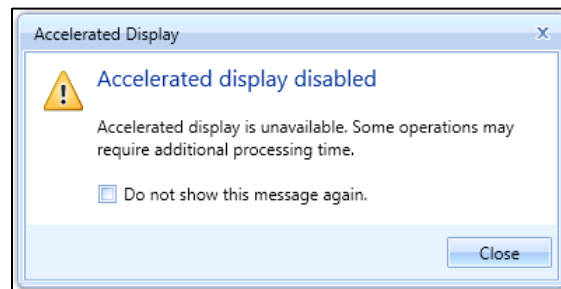 Accelerated Display
Accelerated display disabled
Accelerated display is unavailable. Some operations may
require additional processing time.
Do not show this message again.
Close